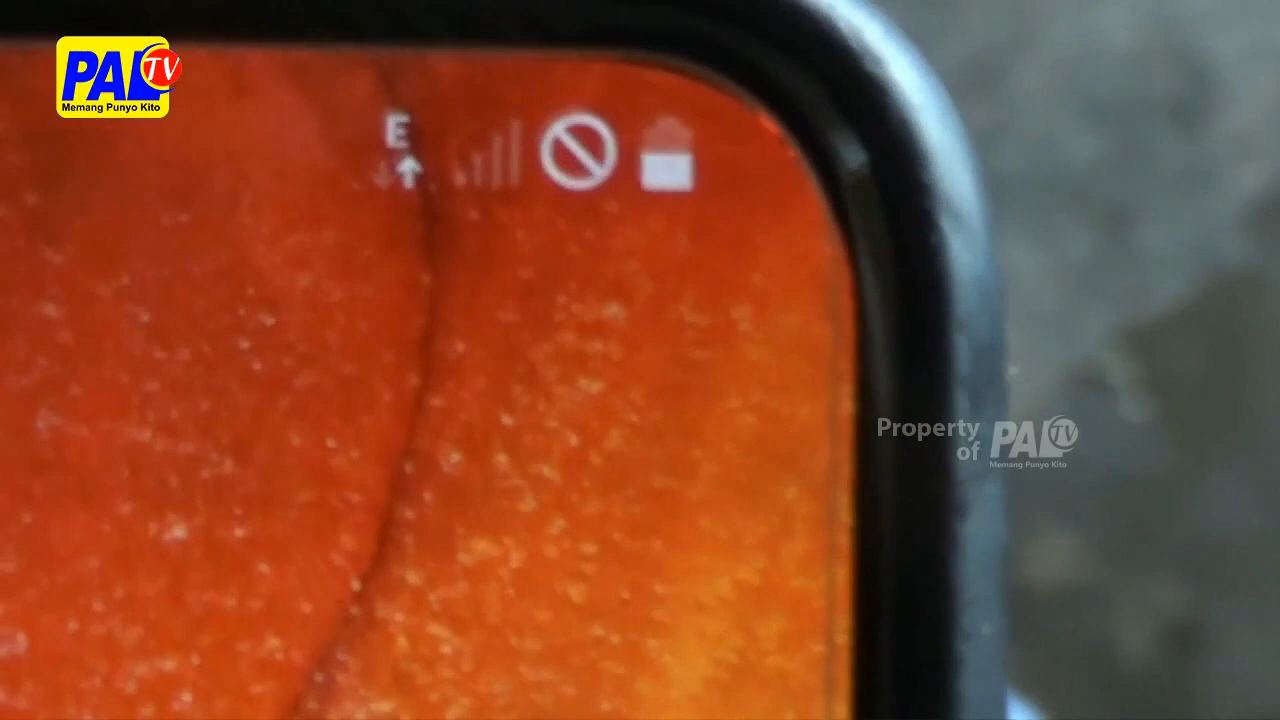 PAL TV
Memang Punyo Kito
E
Property
of PAL TV
Memang Punyo Kito